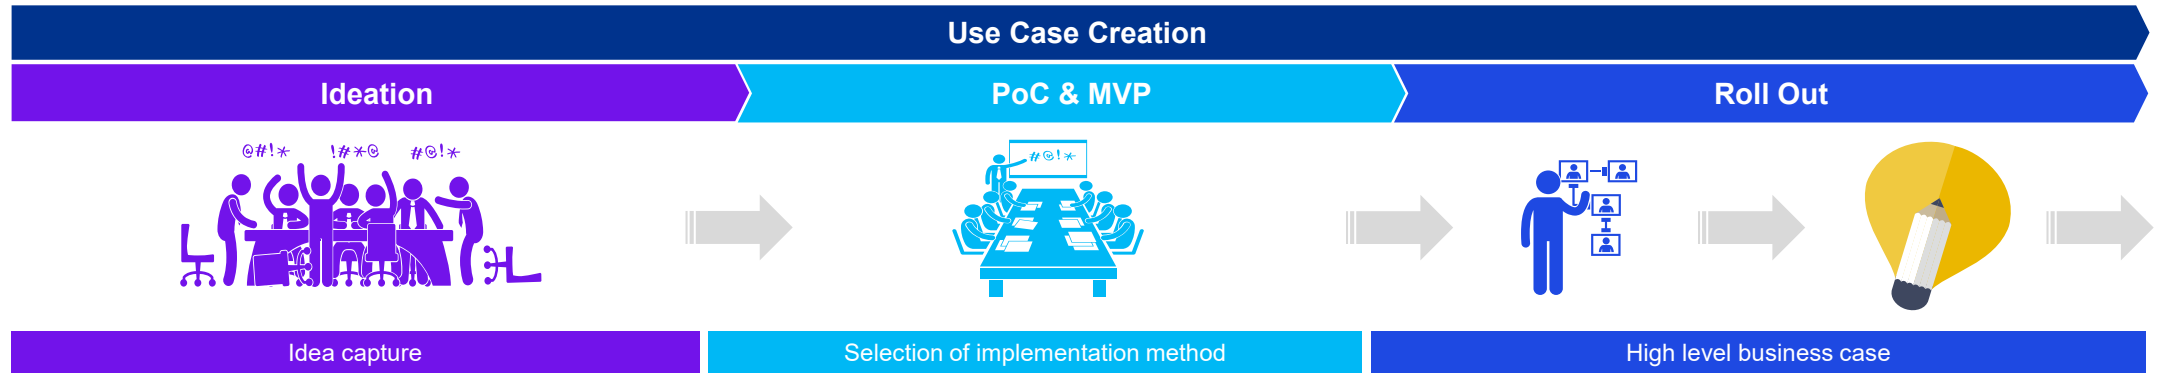 Use Case Creation
Ideation
PoC & MVP
Roll Out
@#!* !#*@ #@!*
#@!*
Idea capture
Selection of implementation method
High level business case